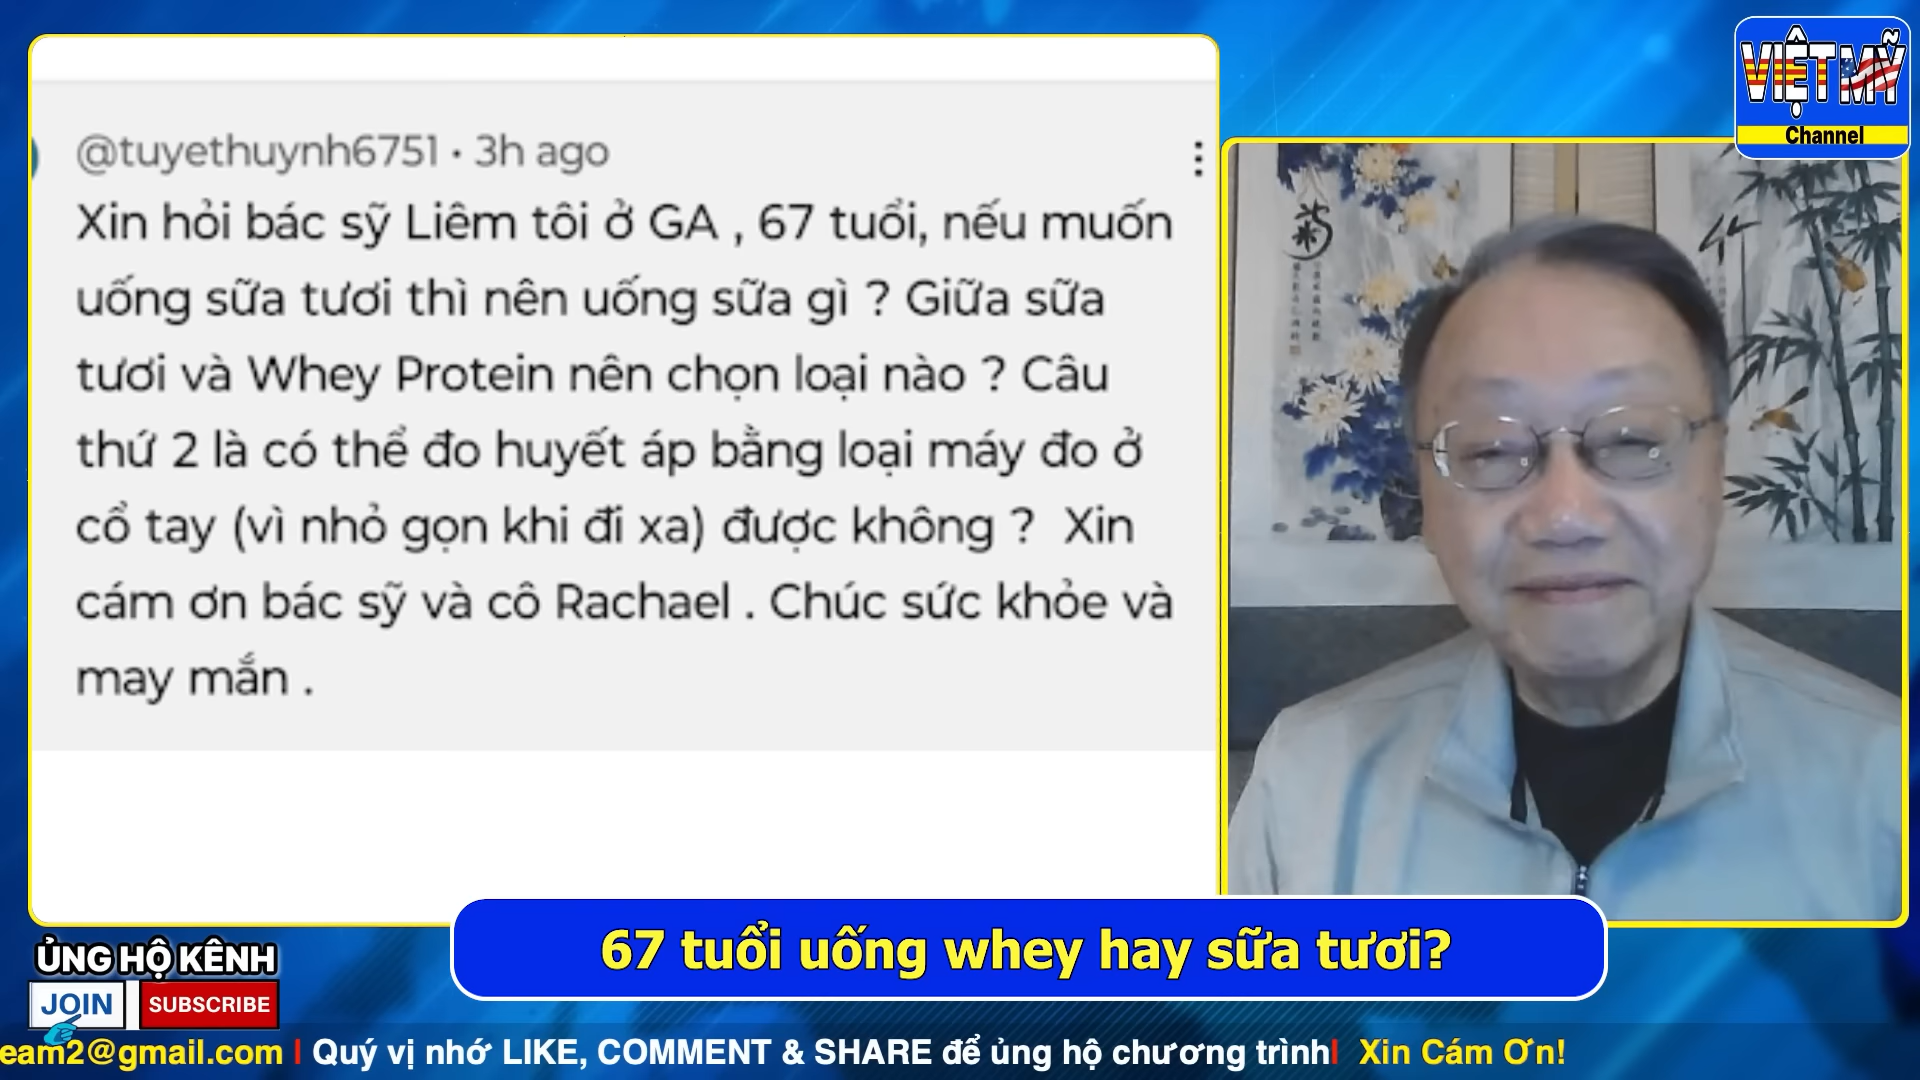 @tuyethuynh6751 • 3h ago
Xin hỏi bác sỹ Liêm tôi ở GA , 67 tuổi, nếu muốn
uống sữa tươi thì nên uống sữa gì ? Giữa sữa
tươi và Whey Protein nên chọn loại nào ? Câu
thứ 2 là có thể đo huyết áp bằng loại máy đo ở
cổ tay (vì nhỏ gọn khi đi xa) được không ? Xin
cám ơn bác sỹ và cô Rachael . Chúc sức khỏe và
may mắn .
VIỆT MỸ
Channel
菊
67 tuổi uống whey hay sữa tươi?
ỦNG HỘ KÊNH
JOIN
SUBSCRIBE
eam2@gmail.com | Quý vị nhớ LIKE, COMMENT & SHARE để ủng hộ chương trình| Xin Cám Ơn!